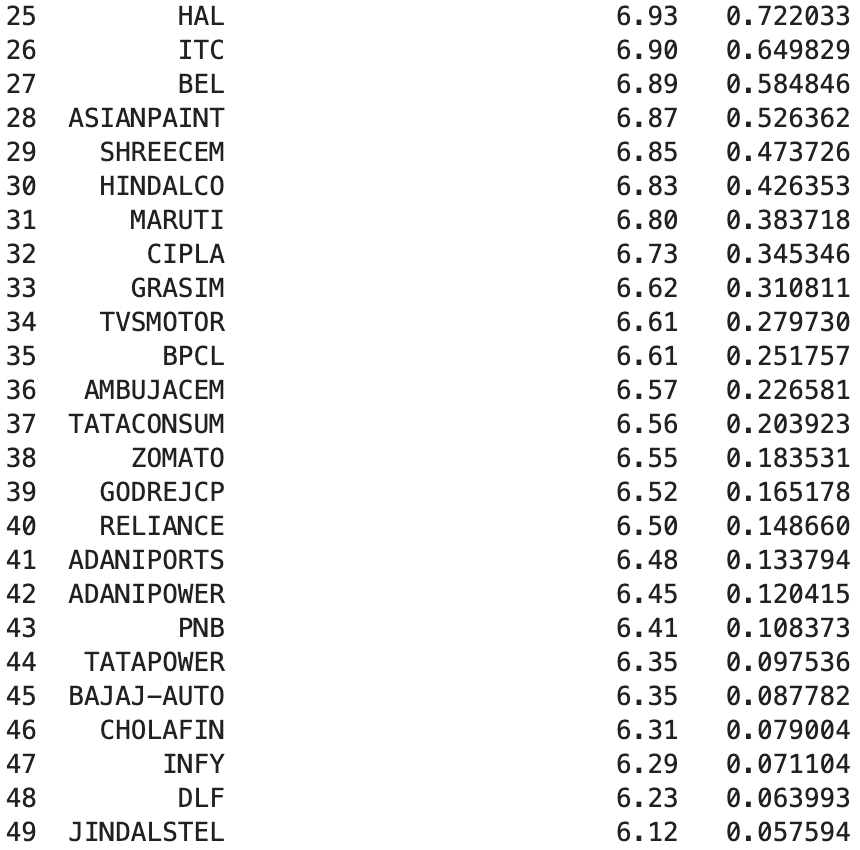 25 HAL 6.93 0.722033
26 ITC 6.90 0.649829
27 BEL 6.89 0.584846
28 ASIANPAINT 6.87 0.526362
29 SHREECEM 6.85 0.473726
30 HINDALCO 6.83 0.426353
31 MARUTI 6.80 0.383718
32 CIPLA 6.73 0.345346
33 GRASIM 6.62 0.310811
34 TVSMOTOR 6.61 0.279730
35 BPCL 6.61 0.251757
36 AMBUJACEM 6.57 0.226581
37 TATACONSUM 6.56 0.203923
38 ZOMATO 6.55 0.183531
39 GODREJCP 6.52 0.165178
40 RELIANCE 6.50 0.148660
41 ADANIPORTS 6.48 0.133794
42 ADANIPOWER 6.45 0.120415
43 PNB 6.41 0.108373
44 TATAPOWER 6.35 0.097536
45 BAJAJ-AUTO 6.35 0.087782
46 CHOLAFIN 6.31 0.079004
47 INFY 6.29 0.071104
48 DLF 6.23 0.063993
49 JINDALSTEL 6.12 0.057594